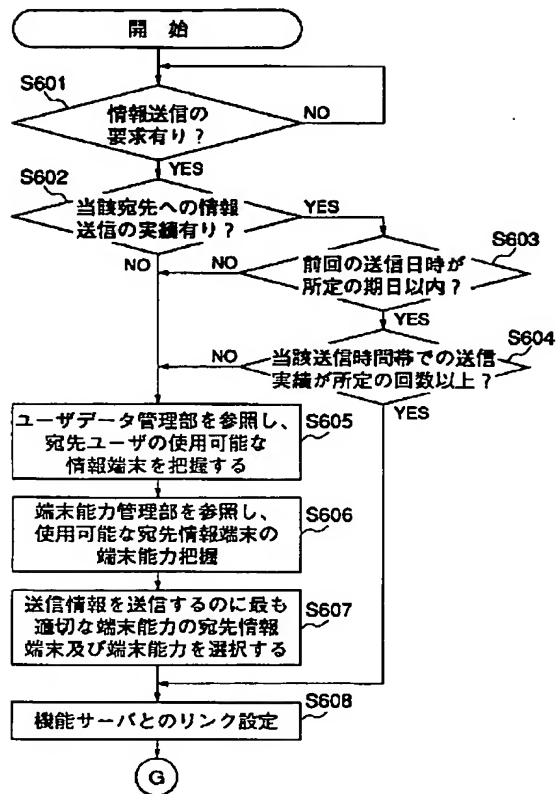 開 始
S601
情報送信の
要求有り？
NO
YES
S602
当該宛先への情報
送信の実績有り？
YES
NO
S603
前回の送信日時が
所定の期日以内？
NO
YES
S604
当該送信時間帯での送信
実績が所定の回数以上？
NO
YES
ユーザデータ管理部を参照し、
宛先ユーザの使用可能な
情報端末を把握する
S605
端末能力管理部を参照し、
使用可能な宛先情報端末の
端末能力把握
S606
送信情報を送信するのに最も
適切な端末能力の宛先情報
端末及び端末能力を選択する
S607
機能サーバとのリンク設定
S608
G